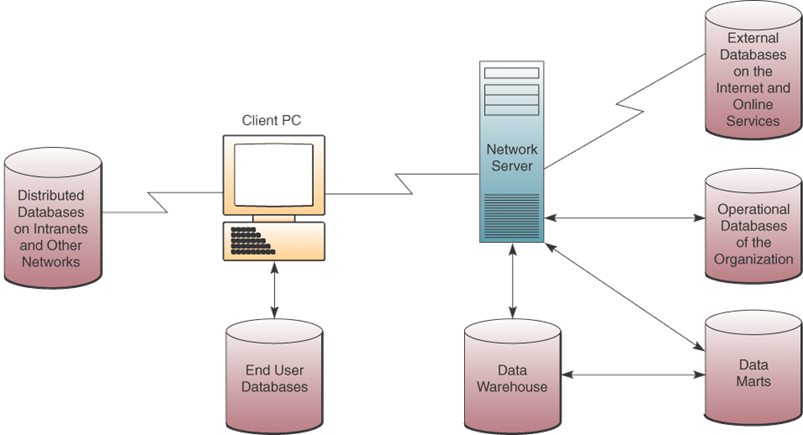 External
Databases
on the
Internet and
Online
Services
Client PC
Network
Server
Distributed
Databases
on Intranets
and Other
Networks
Operational
Databases
of the
Organization
End User
Databases
Data
Warehouse
Data
Marts